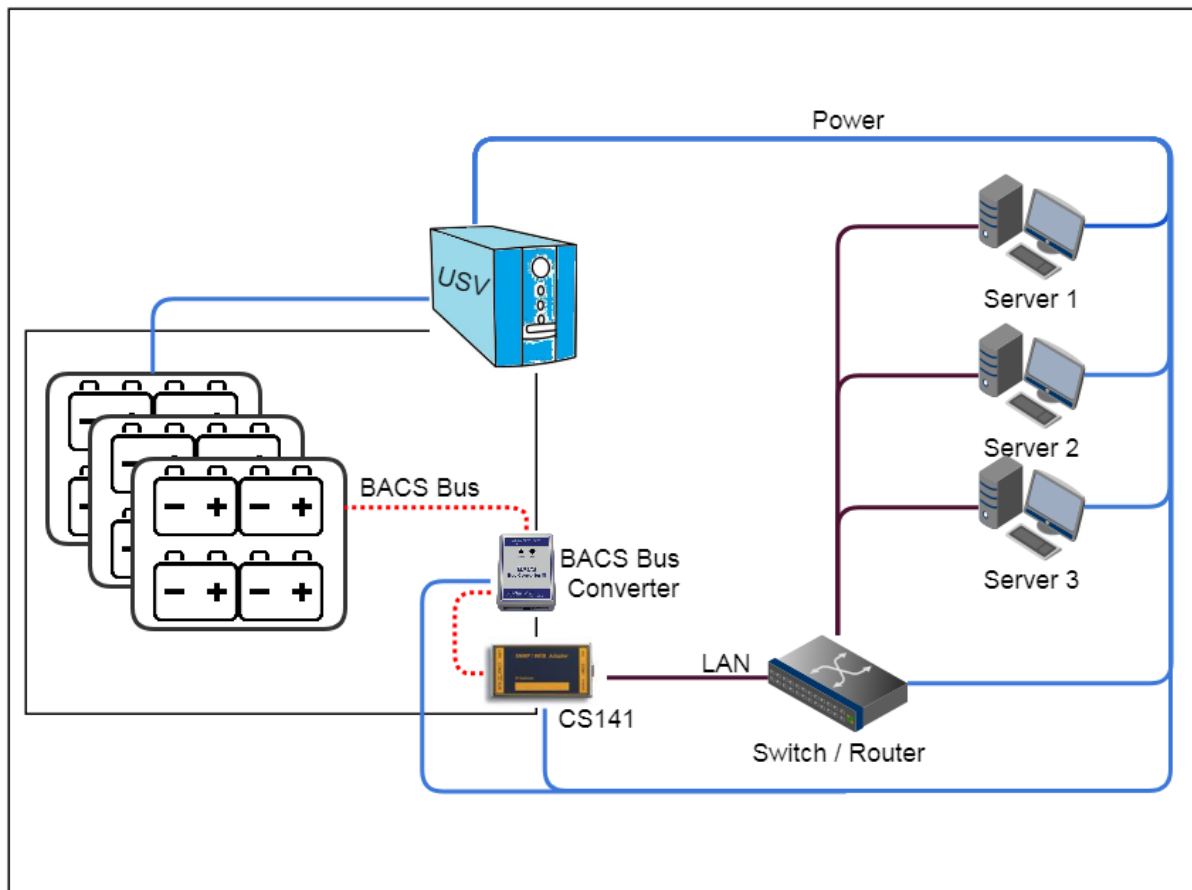 Power
USV
Server 1
Server 2
Server 3
BACS Bus
BACS Bus
Converter
LAN
CS141
Switch / Router